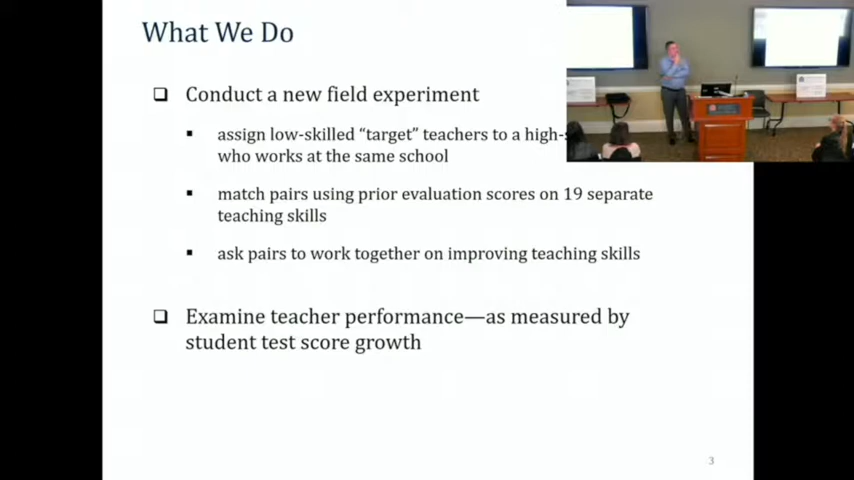 What We Do
Conduct a new field experiment
assign low-skilled “target” teachers to a high-
who works at the same school
match pairs using prior evaluation scores on 19 separate
teaching skills
ask pairs to work together on improving teaching skills
Examine teacher performance—as measured by
student test score growth
3